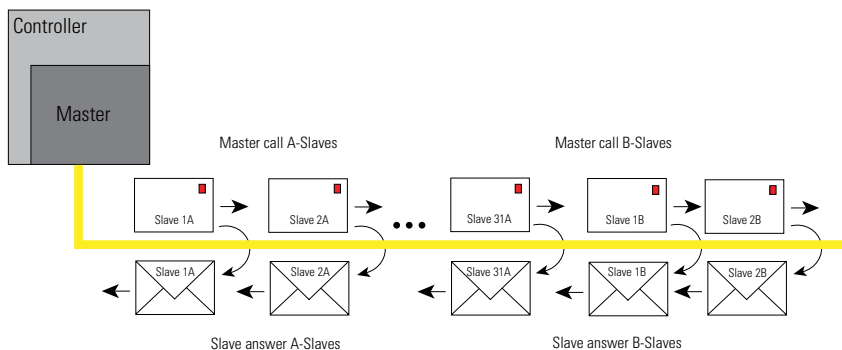 Controller
Master
Master call A-Slaves
Master call B-Slaves
Slave 1A
Slave 2A
Slave 31A
Slave 1B
Slave 2B
Slave 1A
Slave 2A
Slave 31A
Slave 1B
Slave 2B
Slave answer A-Slaves
Slave answer B-Slaves